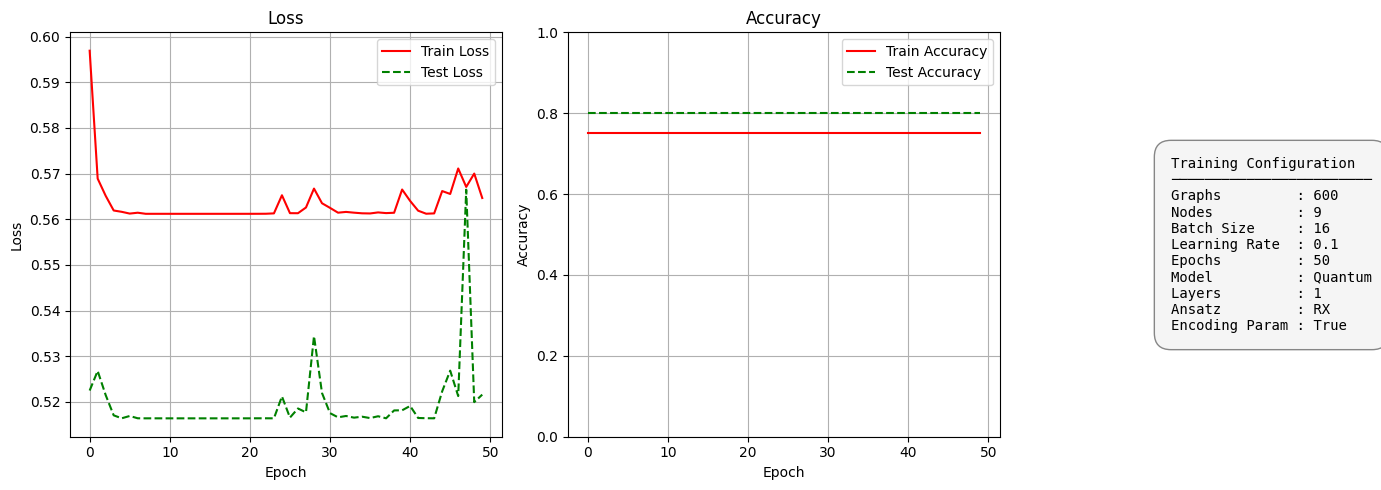 Loss
0.60
0.59
0.58
0.57
0.56
0.55
0.54
0.53
0.52
Loss
Train Loss
Test Loss
0 10 20 30 40 50
Epoch
Accuracy
1.0
0.8
0.6
0.4
0.2
0.0
Accuracy
Train Accuracy
Test Accuracy
0 10 20 30 40 50
Epoch
Training Configuration
Graphs : 600
Nodes : 9
Batch Size : 16
Learning Rate : 0.1
Epochs : 50
Model : Quantum
Layers : 1
Ansatz : RX
Encoding Param : True